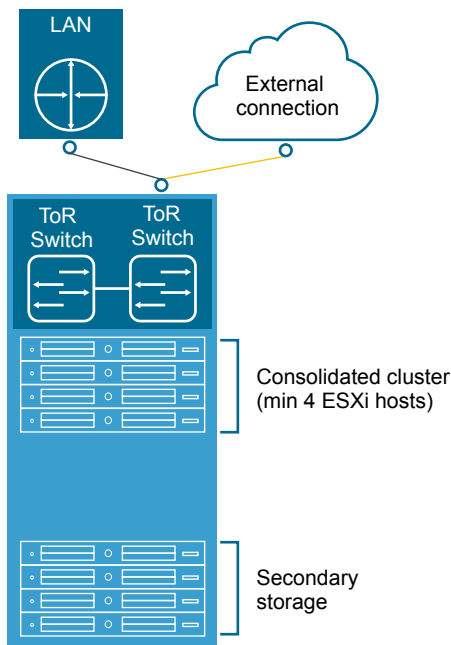 LAN
External
connection
ToR
Switch
ToR
Switch
Consolidated cluster
(min 4 ESXi hosts)
Secondary
storage